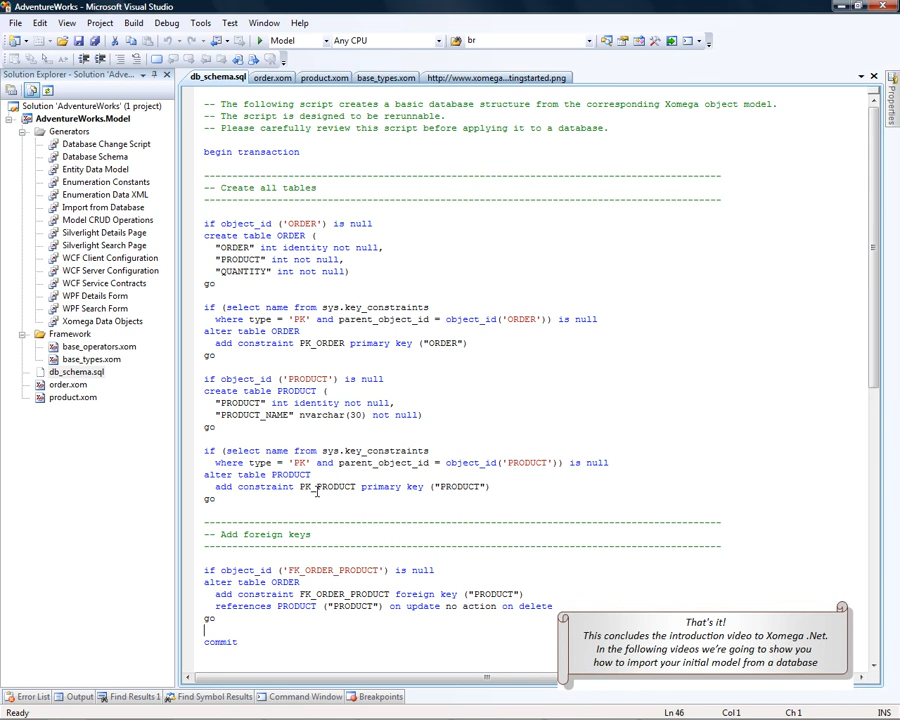 AdventureWorks - Microsoft Visual Studio
File Edit View Project Build Debug Tools Test Window Help
Model Any CPU br
Solution Explorer - Solution 'Adve...
db_schema.sql order.xom product.xom base_types.xom http://www.xomega...tingstarted.png
Properties
Solution 'AdventureWorks' (1 project)
AdventureWorks.Model
Generators
Database Change Script
Database Schema
Entity Data Model
Enumeration Constants
Enumeration Data XML
Import from Database
Model CRUD Operations
Silverlight Details Page
Silverlight Search Page
WCF Client Configuration
WCF Server Configuration
WCF Service Contracts
WPF Details Form
WPF Search Form
Xomega Data Objects
Framework
base_operators.xom
base_types.xom
db_schema.sql
order.xom
product.xom
-- The following script creates a basic database structure from the corresponding Xomega object model.
-- The script is designed to be rerunnable.
-- Please carefully review this script before applying it to a database.
begin transaction
-- Create all tables
if object_id ('ORDER') is null
create table ORDER (
"ORDER" int identity not null,
"PRODUCT" int not null,
"QUANTITY" int not null)
go
if (select name from sys.key_constraints
where type = 'PK' and parent_object_id = object_id('ORDER')) is null
alter table ORDER
add constraint PK_ORDER primary key ("ORDER")
go
if object_id ('PRODUCT') is null
create table PRODUCT (
"PRODUCT" int identity not null,
"PRODUCT_NAME" nvarchar(30) not null)
go
if (select name from sys.key_constraints
where type = 'PK' and parent_object_id = object_id('PRODUCT')) is null
alter table PRODUCT
add constraint PK_PRODUCT primary key ("PRODUCT")
go
-- Add foreign keys
if object_id ('FK_ORDER_PRODUCT') is null
alter table ORDER
add constraint FK_ORDER_PRODUCT foreign key ("PRODUCT")
references PRODUCT ("PRODUCT") on update no action on delete
go
commit
That's it!
This concludes the introduction video to Xomega .Net.
In the following videos we're going to show you
how to import your initial model from a database
Error List Output Find Results 1 Find Symbol Results Command Window Breakpoints
Ready Ln 46 Col 1 Ch 1 INS